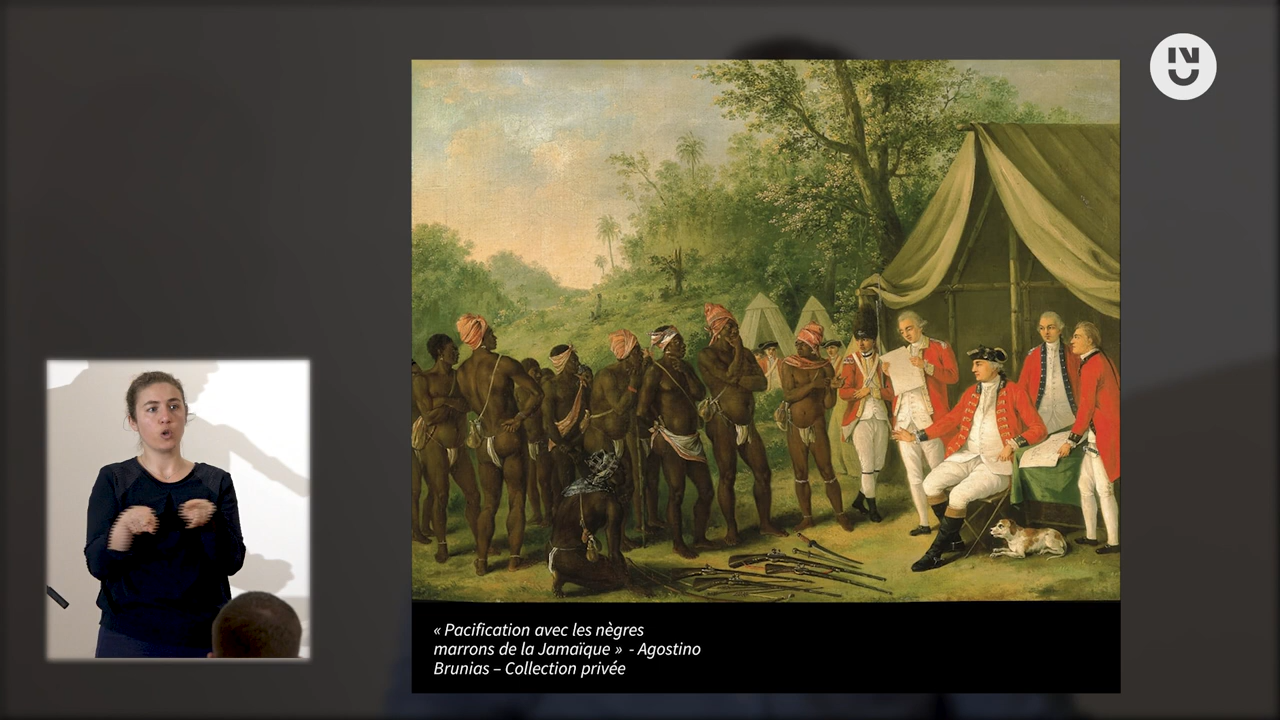 « Pacification avec les nègres
marrons de la Jamaïque » - Agostino
Brunias – Collection privée